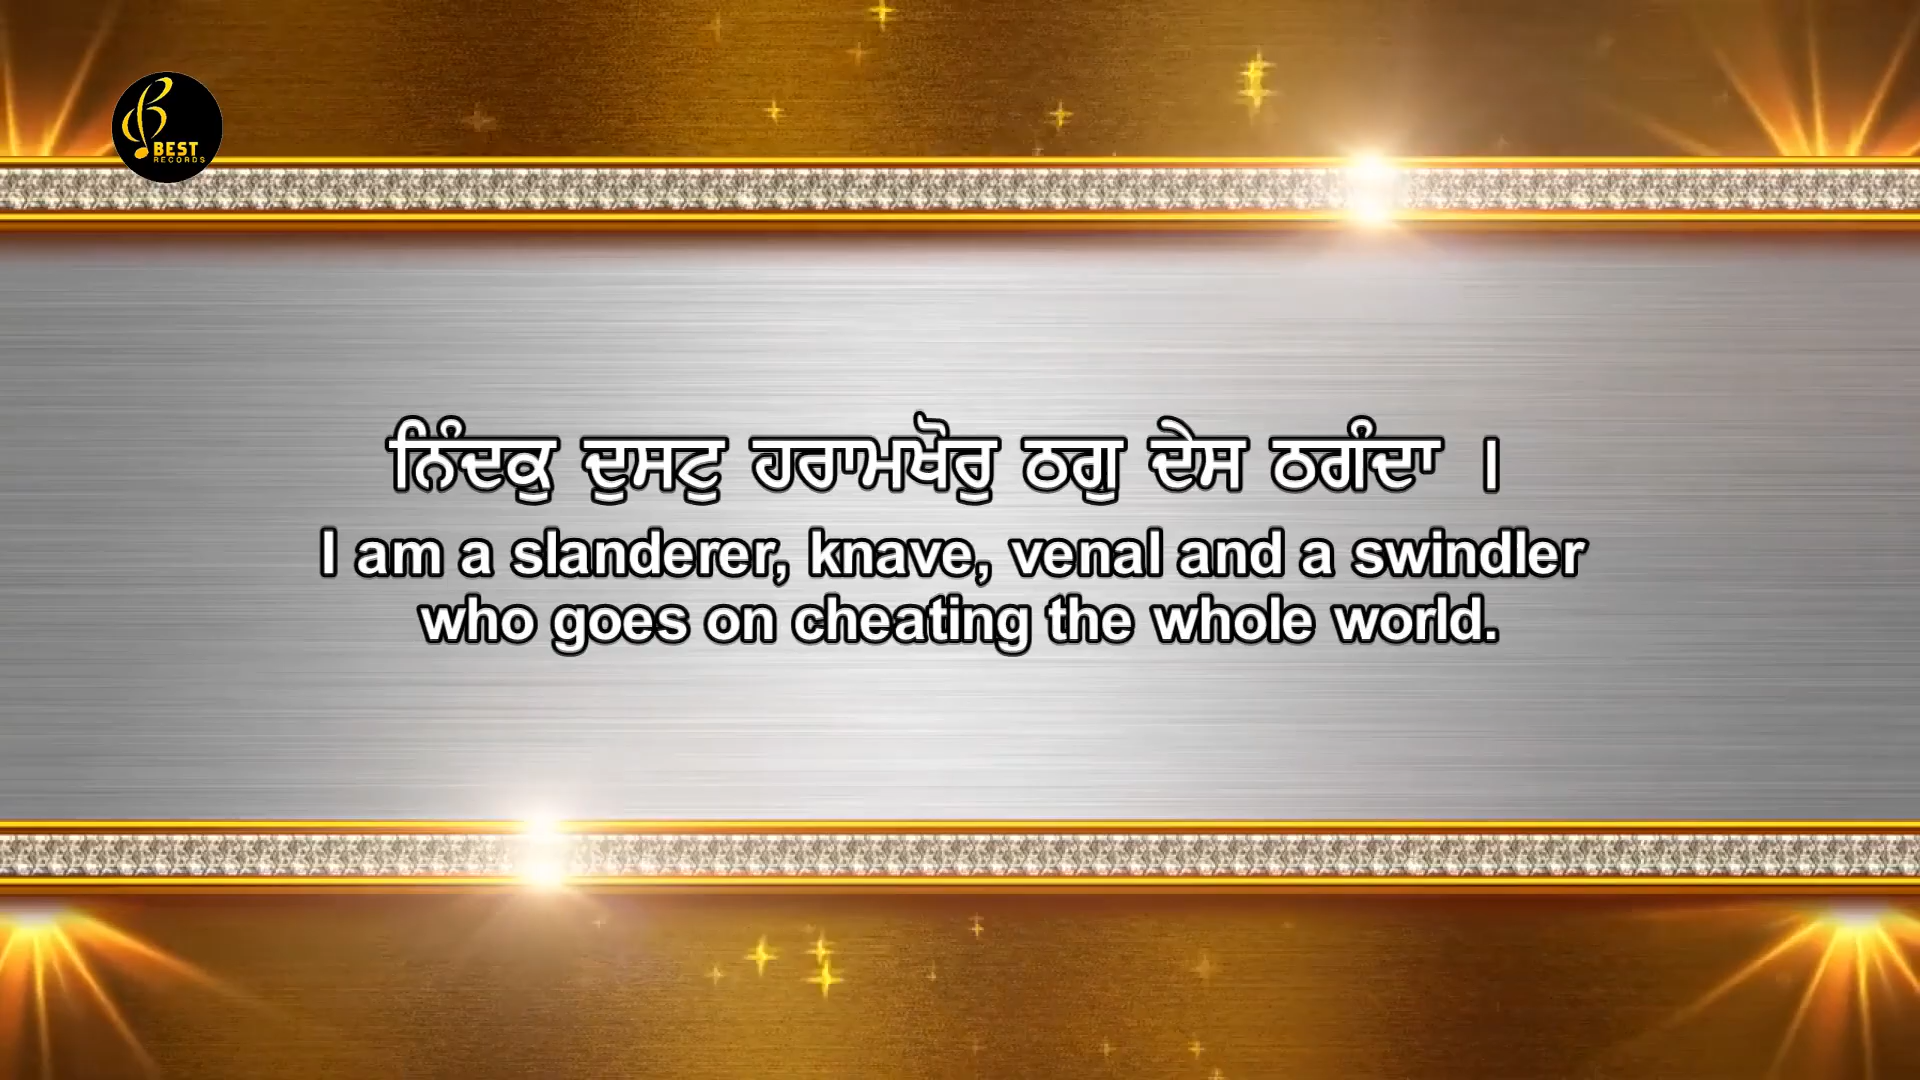 BEST
RECORDS
ਨਿੰਦਕੁ ਦੁਸਟੁ ਹਰਾਮਖੋਰੁ ਠਗੁ ਦੇਸ ਠਗੰਦਾ ।
I am a slanderer, knave, venal and a swindler
who goes on cheating the whole world.